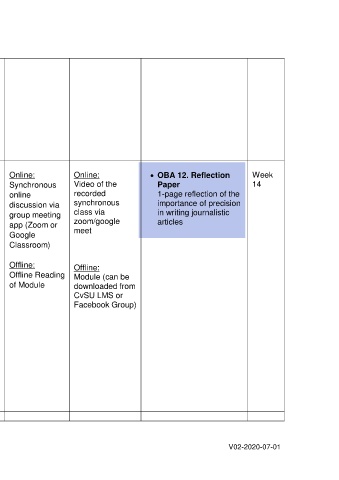 Online:
Synchronous
online
discussion via
group meeting
app (Zoom or
Google
Classroom)
Offline:
Offline Reading
of Module
Online:
Video of the
recorded
synchronous
class via
zoom/google
meet
Offline:
Module (can be
downloaded from
CvSU LMS or
Facebook Group)
• OBA 12. Reflection
Paper
1-page reflection of the
importance of precision
in writing journalistic
articles
Week
14
V02-2020-07-01